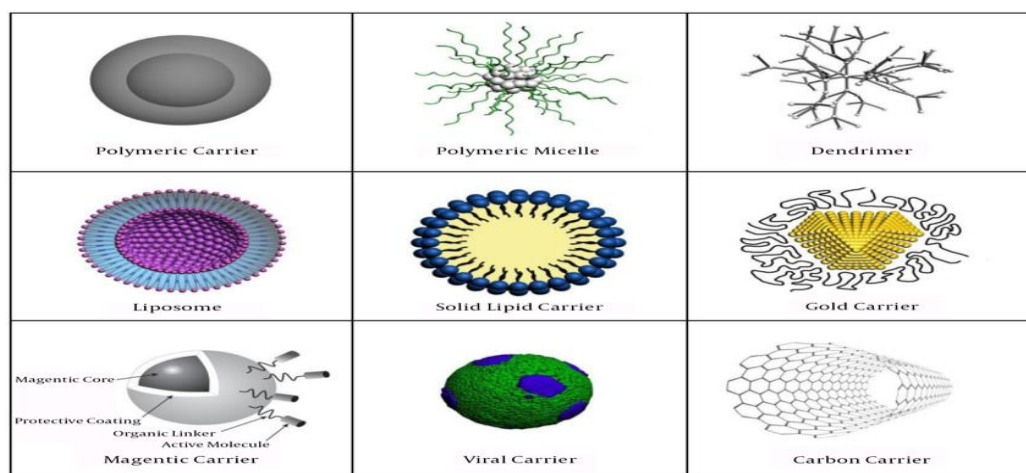 Polymeric Carrier
Polymeric Micelle
Dendrimer
Liposome
Solid Lipid Carrier
Gold Carrier
Magentic Core
Protective Coating
Organic Linker
Active Molecule
Magentic Carrier
Viral Carrier
Carbon Carrier